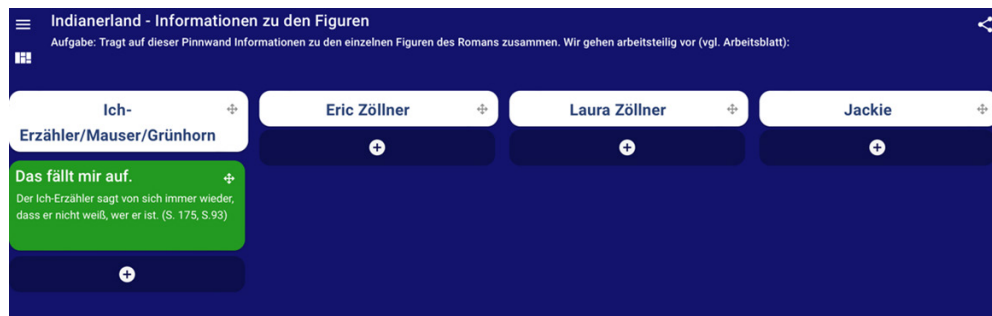 Indianerland - Informationen zu den Figuren
Aufgabe: Tragt auf dieser Pinnwand Informationen zu den einzelnen Figuren des Romans zusammen. Wir gehen arbeitsteilig vor (vgl. Arbeitsblatt):
Ich-
Erzähler/Mauser/Grünhorn
Das fällt mir auf.
Der Ich-Erzähler sagt von sich immer wieder,
dass er nicht weiß, wer er ist. (S. 175, S.93)
Eric Zöllner
Laura Zöllner
Jackie